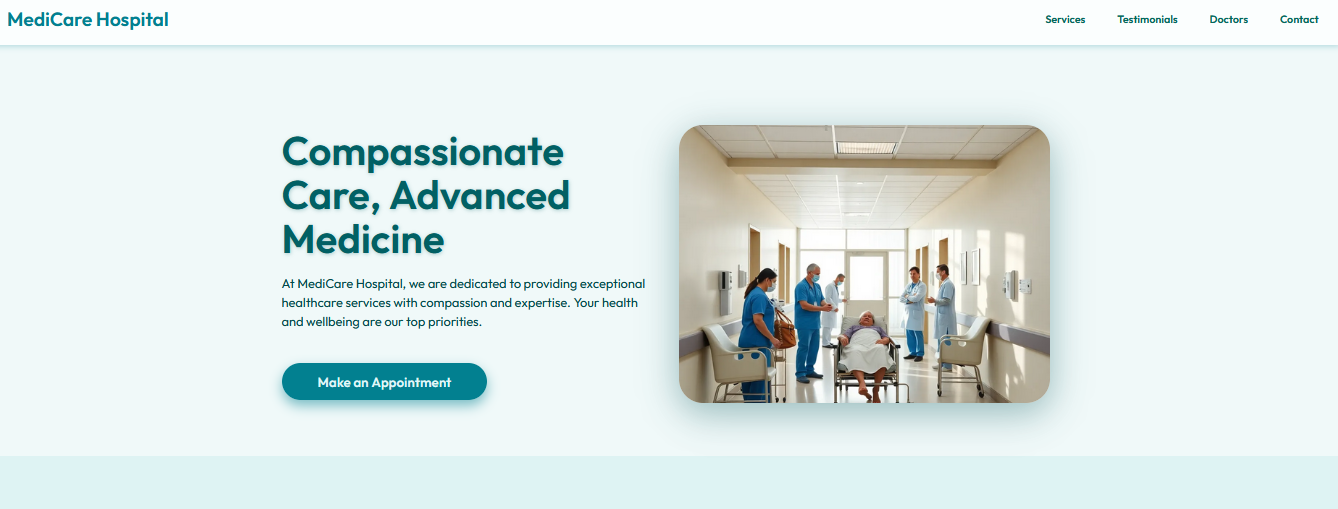 MediCare Hospital
Services
Testimonials
Doctors
Contact
Compassionate
Care, Advanced
Medicine
At MediCare Hospital, we are dedicated to providing exceptional
healthcare services with compassion and expertise. Your health
and wellbeing are our top priorities.
Make an Appointment